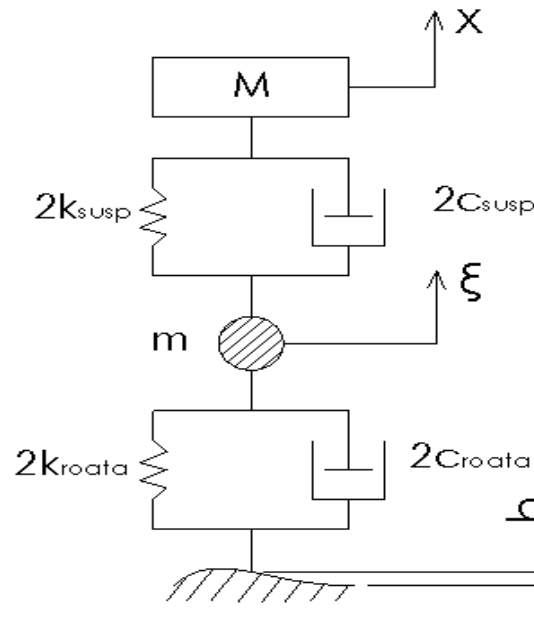 X
M
2ksusp
2csusp
ξ
m
2kroata
2croata